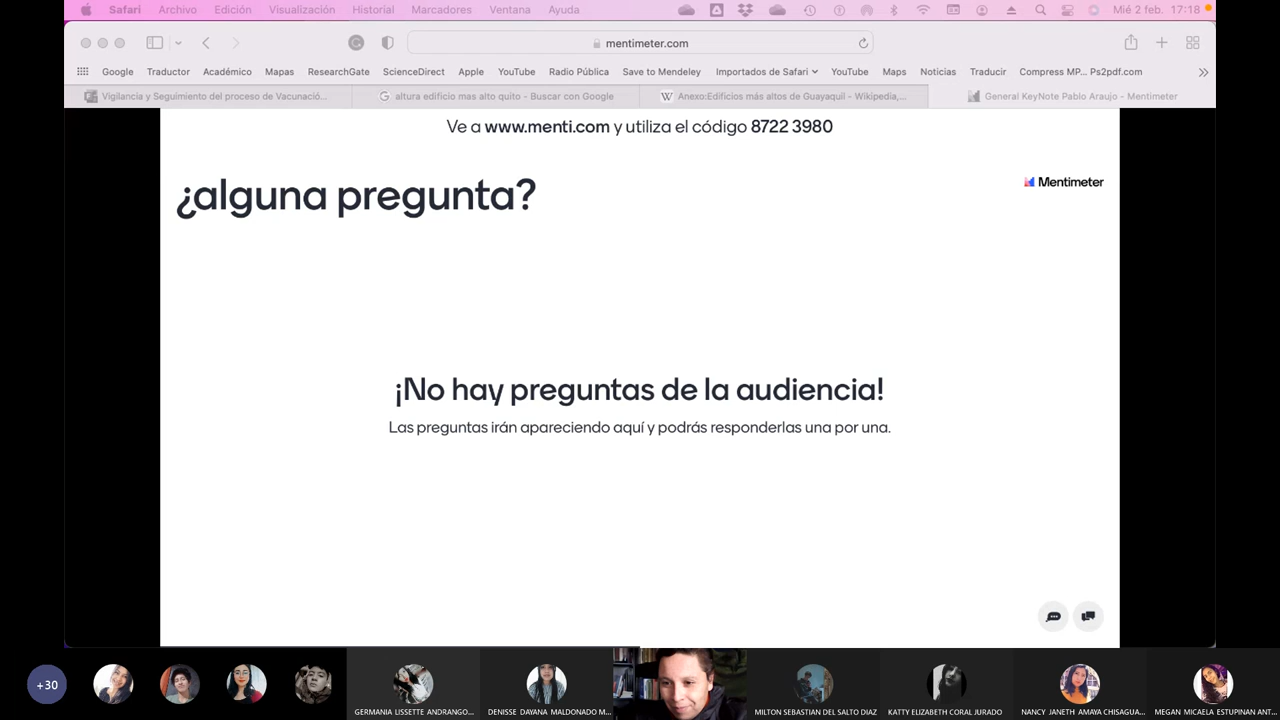 Safari Archivo Edición Visualización Historial Marcadores Ventana Ayuda Mié 2 feb. 17:18
mentimeter.com
Google Traductor Académico Mapas ResearchGate ScienceDirect Apple YouTube Radio Pública Save to Mendeley Importados de Safari YouTube Maps Noticias Traducir Compress MP... Ps2pdf.com
Vigilancia y Seguimiento del proceso de Vacunació... altura edificio mas alto quito - Buscar con Google Anexo:Edificios más altos de Guayaquil - Wikipedia,... General KeyNote Pablo Araujo - Mentimeter
Ve a www.menti.com y utiliza el código 8722 3980
¿alguna pregunta?
Mentimeter
¡No hay preguntas de la audiencia!
Las preguntas irán apareciendo aquí y podrás responderlas una por una.
+30
GERMANIA LISSETTE ANDRANGO... DENISSE DAYANA MALDONADO M... MILTON SEBASTIAN DEL SALTO DIAZ KATTY ELIZABETH CORAL JURADO NANCY JANETH AMAYA CHISAGUA... MEGAN MICAELA ESTUPINAN ANT...